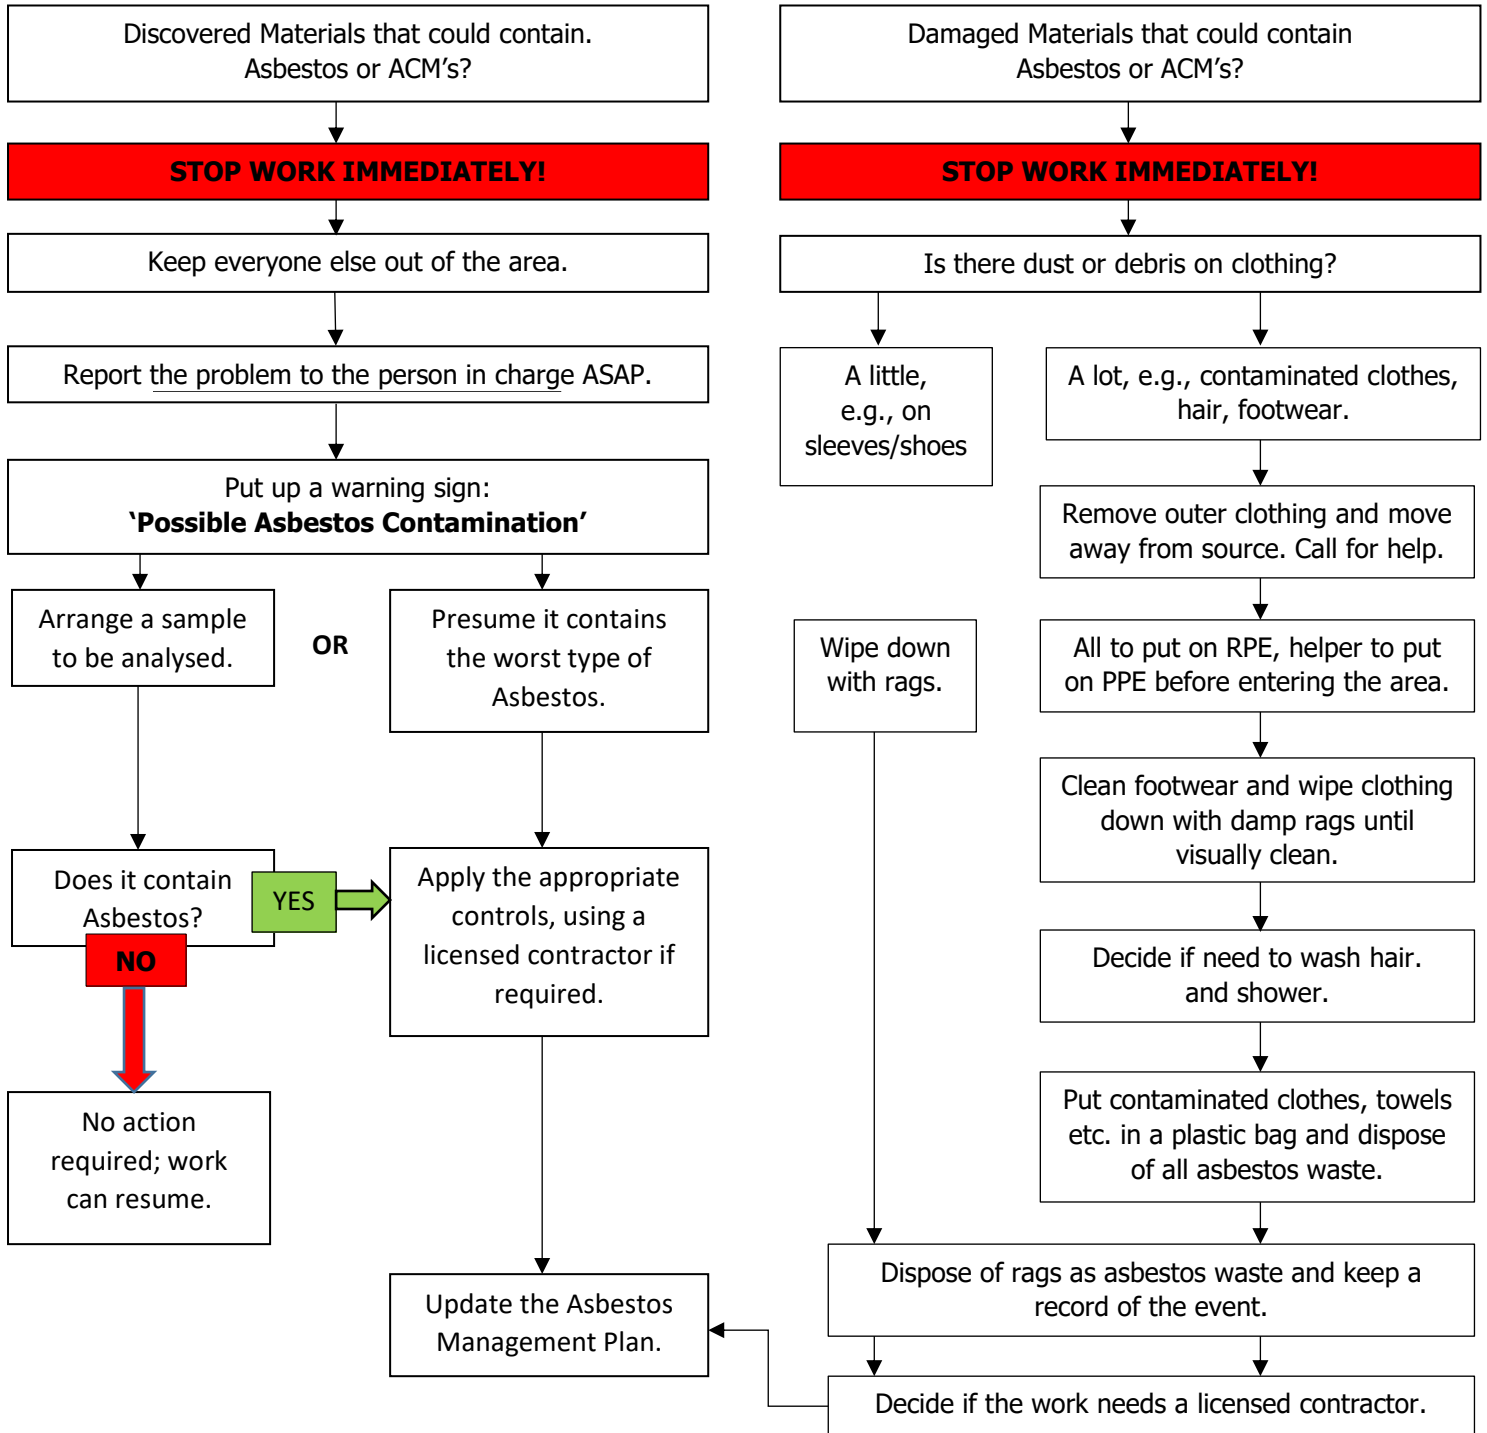 Discovered Materials that could contain.
Asbestos or ACM's?
STOP WORK IMMEDIATELY!
Keep everyone else out of the area.
Report the problem to the person in charge ASAP.
Put up a warning sign:
‘Possible Asbestos Contamination’
Arrange a sample
to be analysed.
OR
Presume it contains
the worst type of
Asbestos.
Does it contain
Asbestos?
YES
NO
Apply the appropriate
controls, using a
licensed contractor if
required.
No action
required; work
can resume.
Update the Asbestos
Management Plan.
Damaged Materials that could contain
Asbestos or ACM's?
STOP WORK IMMEDIATELY!
Is there dust or debris on clothing?
A little,
e.g., on
sleeves/shoes
A lot, e.g., contaminated clothes,
hair, footwear.
Remove outer clothing and move
away from source. Call for help.
Wipe down
with rags.
All to put on RPE, helper to put
on PPE before entering the area.
Clean footwear and wipe clothing
down with damp rags until
visually clean.
Decide if need to wash hair.
and shower.
Put contaminated clothes, towels
etc. in a plastic bag and dispose
of all asbestos waste.
Dispose of rags as asbestos waste and keep a
record of the event.
Decide if the work needs a licensed contractor.